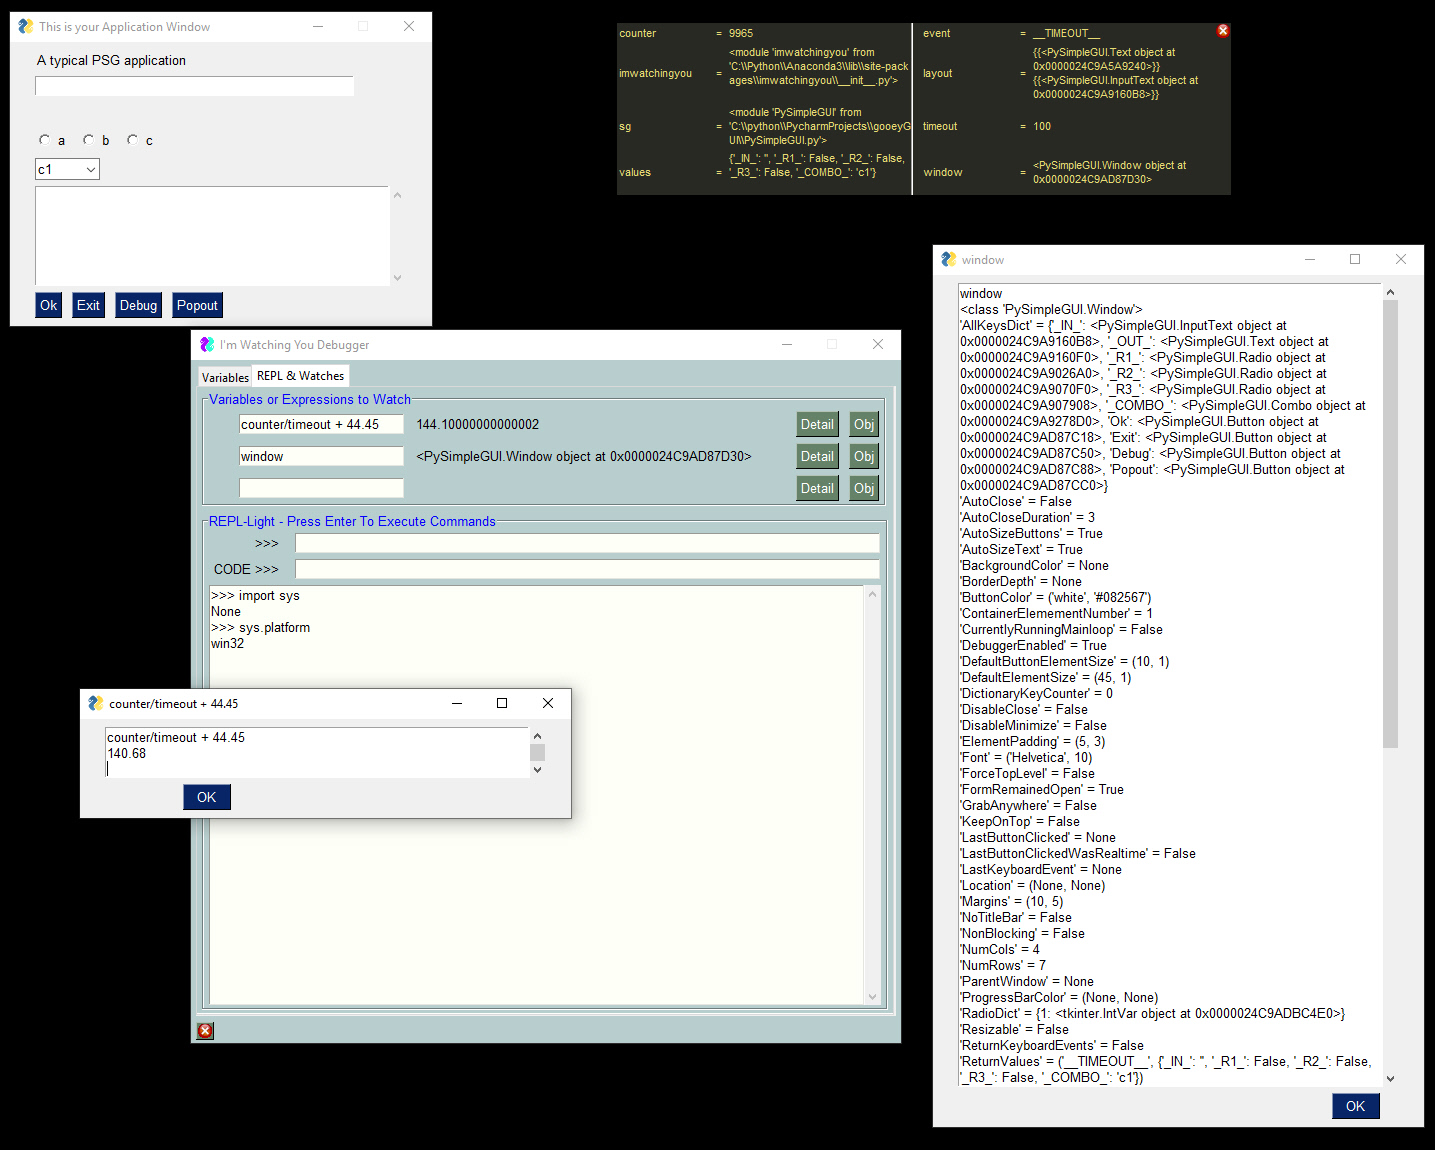 This is your Application Window
A typical PSG application
a
b
c
c1
Ok
Exit
Debug
Popout
counter = 9965
imwatchingyou = <module 'imwatchingyou' from
'C:\\Python\\Anaconda3\\lib\\site-pack
ages\\imwatchingyou\\__init__.py'>
sg = <module 'PySimpleGUI' from
'C:\\python\\PycharmProjects\\gooeyG
UI\\PySimpleGUI.py'>
values = {'_IN_': '', '_R1_': False, '_R2_': False,
'_R3_': False, '_COMBO_': 'c1'}
event = __TIMEOUT__
layout = {{<PySimpleGUI.Text object at
0x0000024C9A5A9240>}}
{{<PySimpleGUI.InputText object at
0x0000024C9A9160B8>}}
timeout = 100
window = <PySimpleGUI.Window object at
0x0000024C9AD87D30>
I'm Watching You Debugger
Variables
REPL & Watches
Variables or Expressions to Watch
counter/timeout + 44.45 144.10000000000002 Detail Obj
window <PySimpleGUI.Window object at 0x0000024C9AD87D30> Detail Obj
Detail Obj
REPL-Light - Press Enter To Execute Commands
>>>
CODE >>>
>>> import sys
None
>>> sys.platform
win32
counter/timeout + 44.45
counter/timeout + 44.45
140.68
OK
window
window
<class 'PySimpleGUI.Window'>
'AllKeysDict' = {'_IN_': <PySimpleGUI.InputText object at
0x0000024C9A9160B8>, '_OUT_': <PySimpleGUI.Text object at
0x0000024C9A9160F0>, '_R1_': <PySimpleGUI.Radio object at
0x0000024C9A9026A0>, '_R2_': <PySimpleGUI.Radio object at
0x0000024C9A9070F0>, '_R3_': <PySimpleGUI.Radio object at
0x0000024C9A907908>, '_COMBO_': <PySimpleGUI.Combo object at
0x0000024C9A9278D0>, 'Ok': <PySimpleGUI.Button object at
0x0000024C9AD87C18>, 'Exit': <PySimpleGUI.Button object at
0x0000024C9AD87C50>, 'Debug': <PySimpleGUI.Button object at
0x0000024C9AD87C88>, 'Popout': <PySimpleGUI.Button object at
0x0000024C9AD87CC0>}
'AutoClose' = False
'AutoCloseDuration' = 3
'AutoSizeButtons' = True
'AutoSizeText' = True
'BackgroundColor' = None
'BorderDepth' = None
'ButtonColor' = ('white', '#082567')
'ContainerElemementNumber' = 1
'CurrentlyRunningMainloop' = False
'DebuggerEnabled' = True
'DefaultButtonElementSize' = (10, 1)
'DefaultElementSize' = (45, 1)
'DictionaryKeyCounter' = 0
'DisableClose' = False
'DisableMinimize' = False
'ElementPadding' = (5, 3)
'Font' = ('Helvetica', 10)
'ForceTopLevel' = False
'FormRemainedOpen' = True
'GrabAnywhere' = False
'KeepOnTop' = False
'LastButtonClicked' = None
'LastButtonClickedWasRealtime' = False
'LastKeyboardEvent' = None
'Location' = (None, None)
'Margins' = (10, 5)
'NoTitleBar' = False
'NonBlocking' = False
'NumCols' = 4
'NumRows' = 7
'ParentWindow' = None
'ProgressBarColor' = (None, None)
'RadioDict' = {1: <tkinter.IntVar object at 0x0000024C9ADBC4E0>}
'Resizable' = False
'ReturnKeyboardEvents' = False
'ReturnValues' = ('__TIMEOUT__', {'_IN_': '', '_R1_': False, '_R2_': False,
'_R3_': False, '_COMBO_': 'c1'})
OK